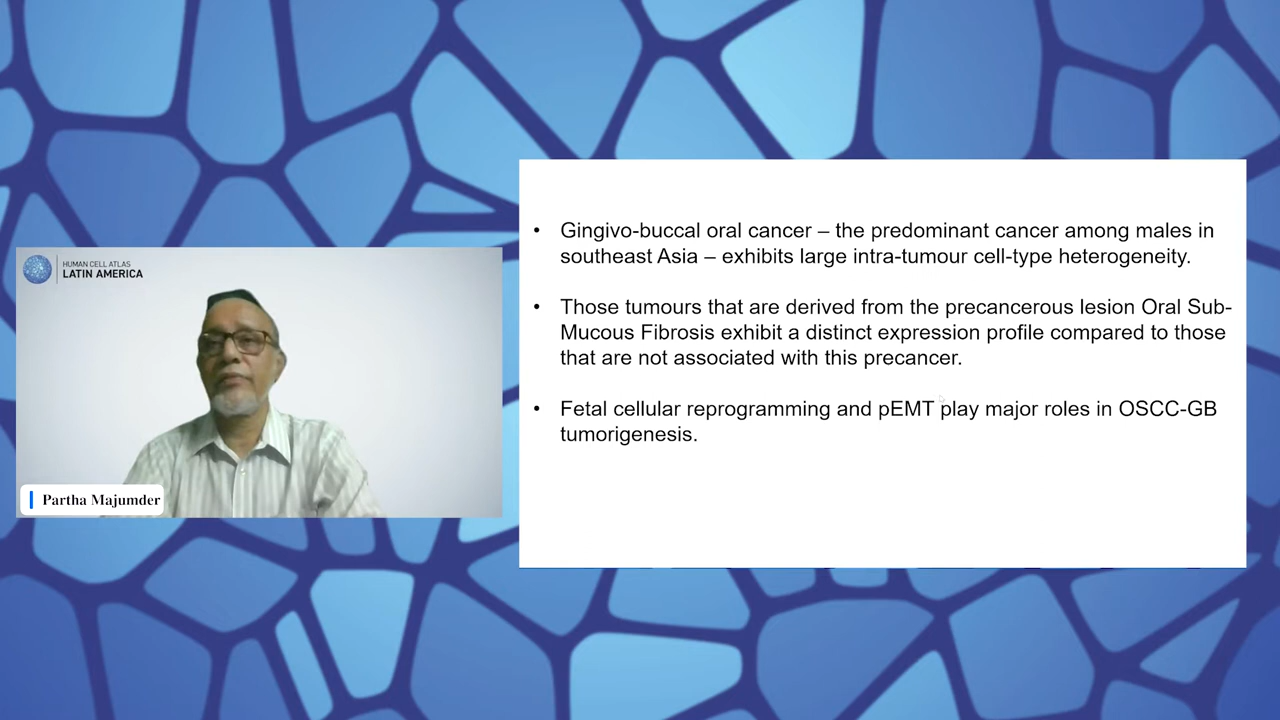 HUMAN CELL ATLAS
LATIN AMERICA
Partha Majumder
• Gingivo-buccal oral cancer – the predominant cancer among males in
southeast Asia – exhibits large intra-tumour cell-type heterogeneity.
• Those tumours that are derived from the precancerous lesion Oral Sub-
Mucous Fibrosis exhibit a distinct expression profile compared to those
that are not associated with this precancer.
• Fetal cellular reprogramming and pEMT play major roles in OSCC-GB
tumorigenesis.